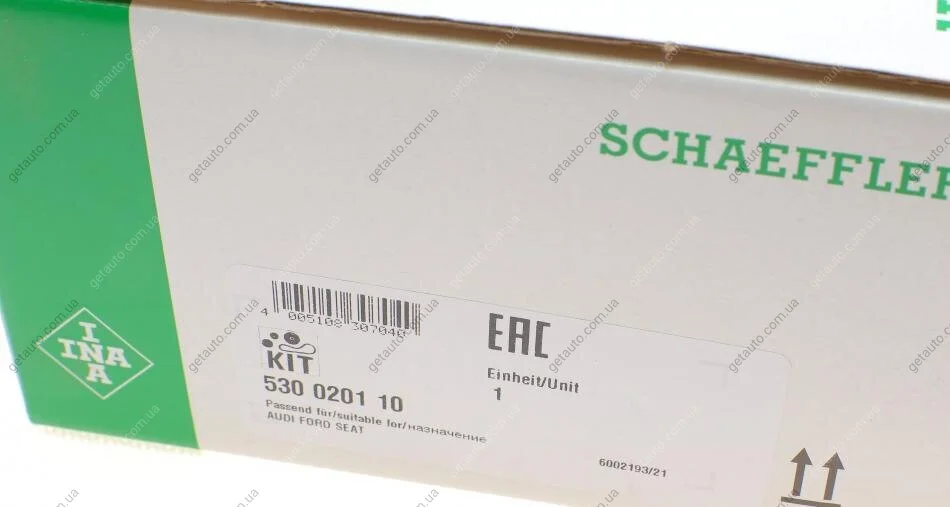 SCHAEFFLER
INA
INA
4 005108 307040
EAC
KIT
530 0201 10
Einheit/Unit
1
Passend für/suitable for/назначение
AUDI FORD SEAT
6002193/21
getauto.com.ua